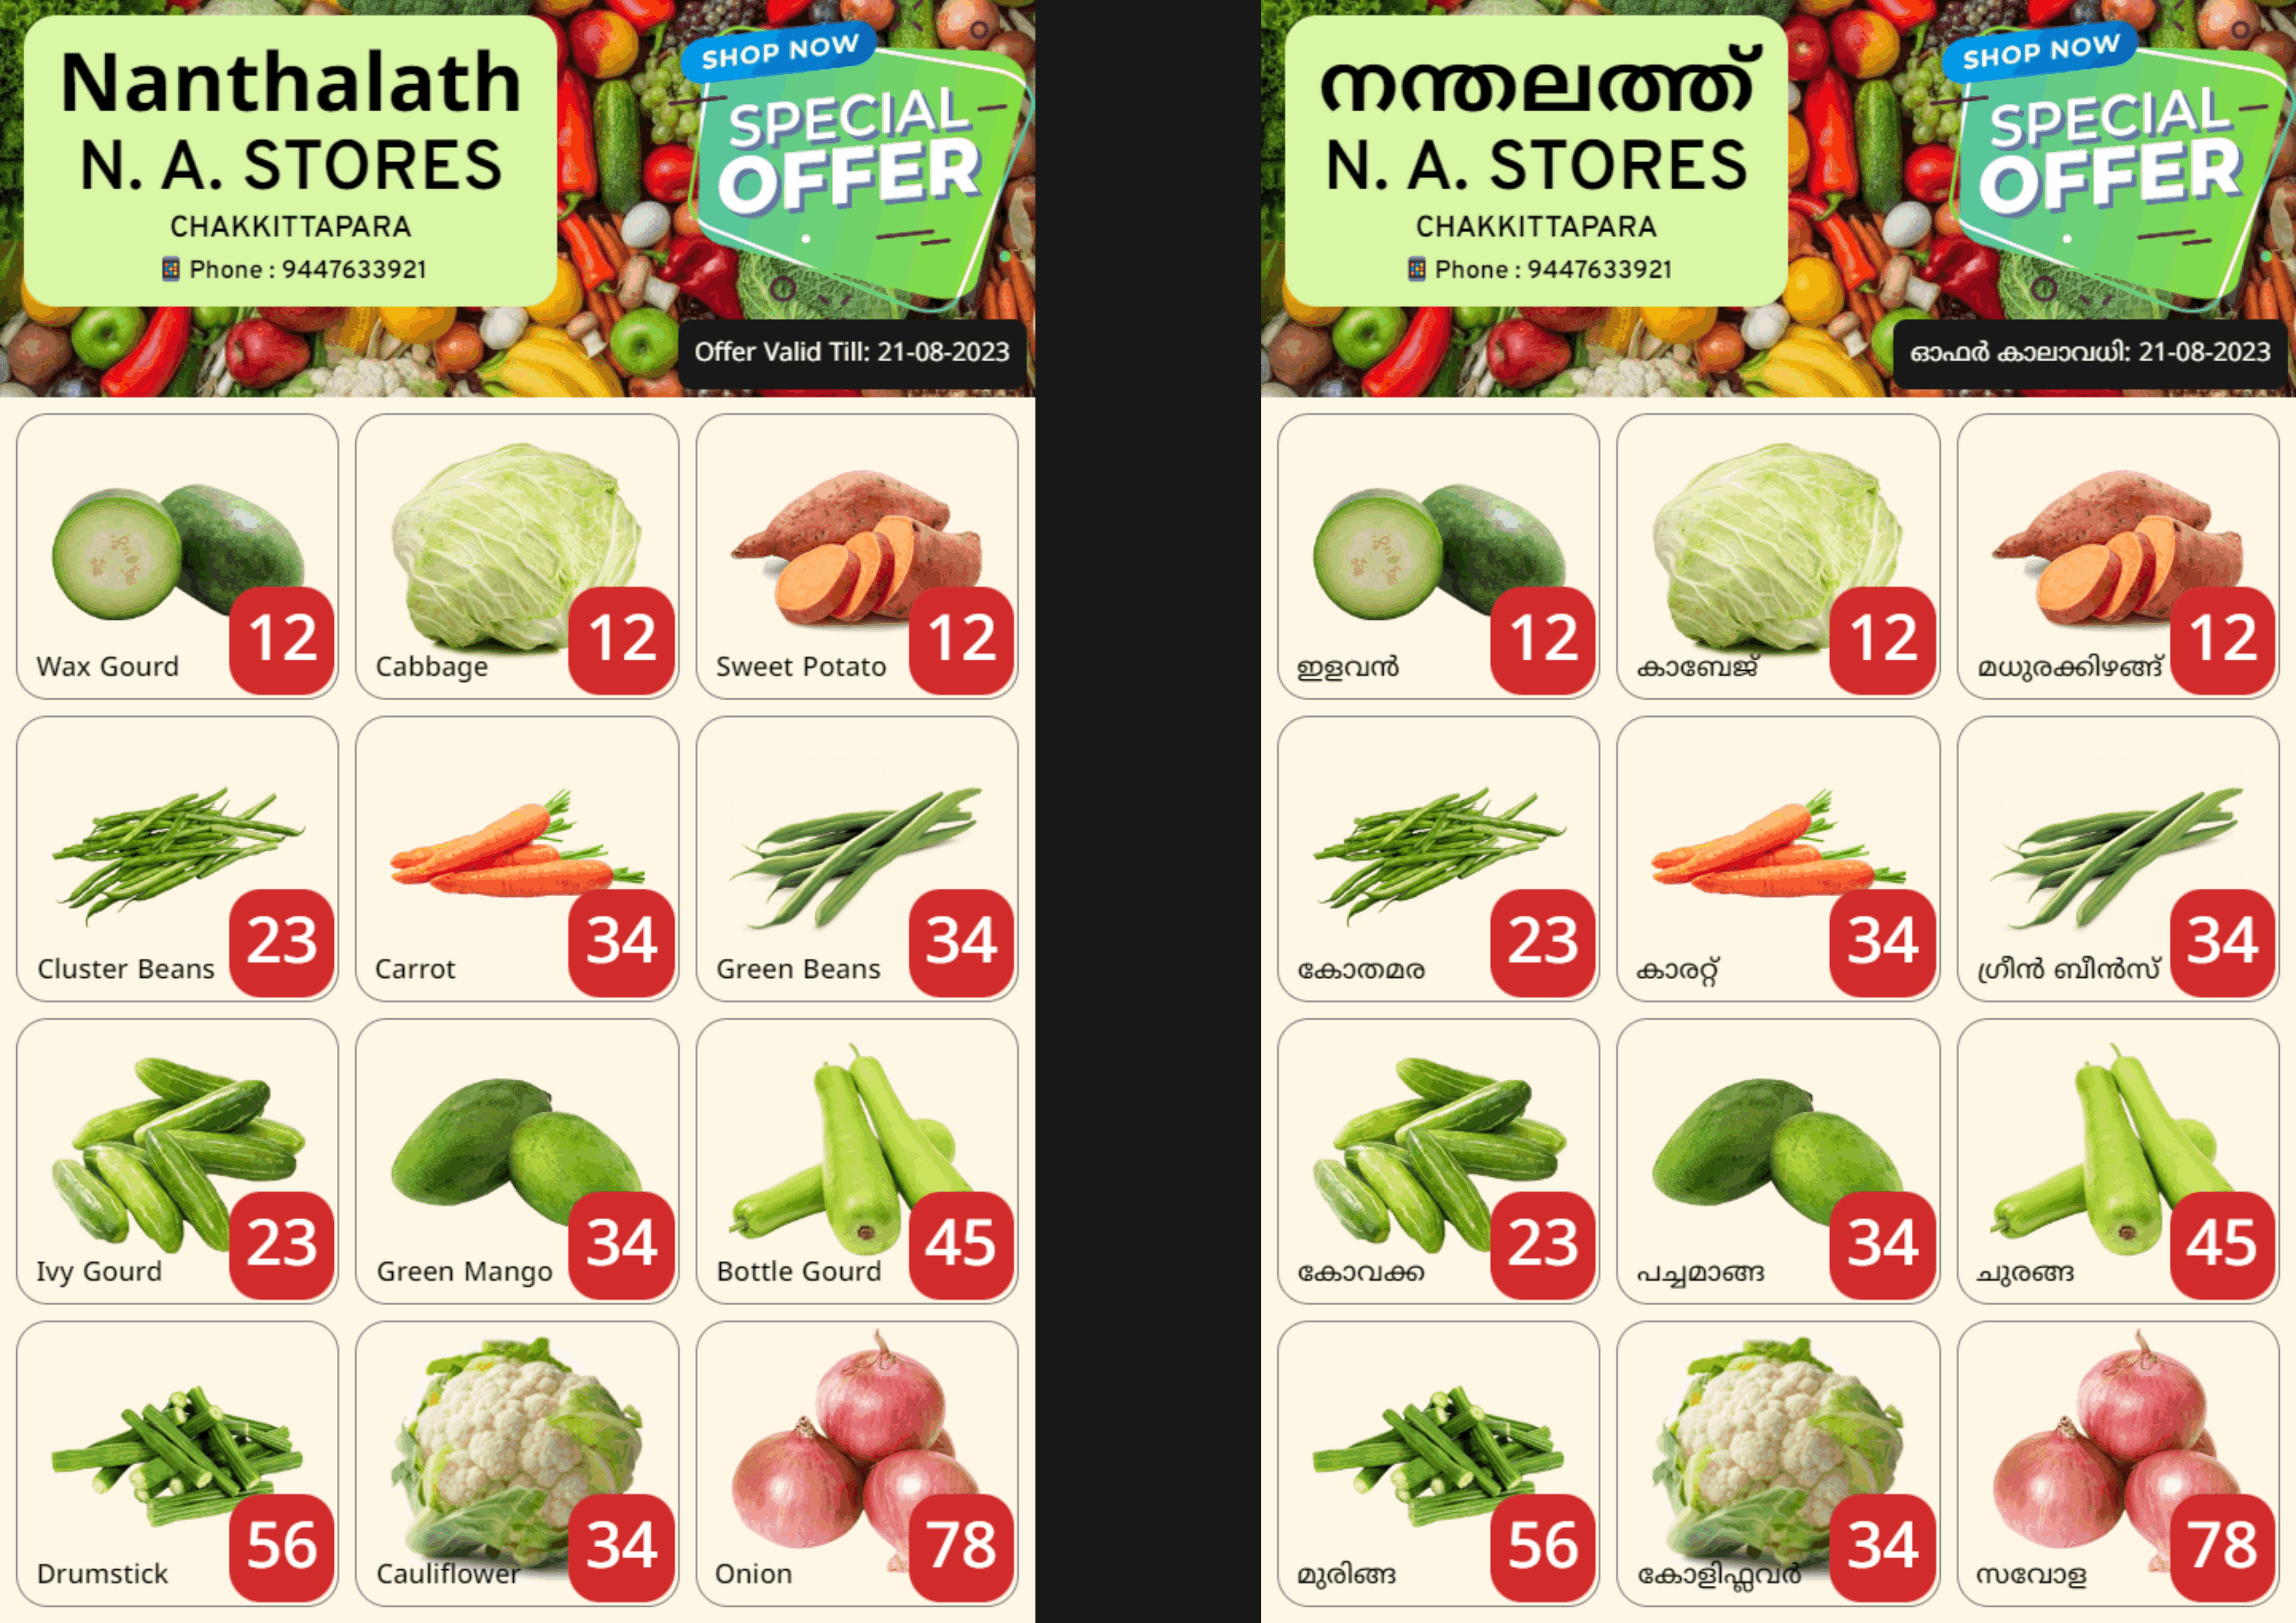 Nanthalath
N. A. STORES
CHAKKITTAPARA
Phone : 9447633921
SHOP NOW
SPECIAL
OFFER
Offer Valid Till: 21-08-2023
12
Wax Gourd
12
Cabbage
12
Sweet Potato
23
Cluster Beans
34
Carrot
34
Green Beans
23
Ivy Gourd
34
Green Mango
45
Bottle Gourd
56
Drumstick
34
Cauliflower
78
Onion
നന്തലത്ത്
N. A. STORES
CHAKKITTAPARA
Phone : 9447633921
SHOP NOW
SPECIAL
OFFER
ഓഫർ കാലാവധി: 21-08-2023
12
ഇളവൻ
12
കാബേജ്
12
മധുരക്കിഴങ്ങ്
23
കോതമര
34
കാരറ്റ്
34
ഗ്രീൻ ബീൻസ്
23
കോവക്ക
34
പച്ചമാങ്ങ
45
ചുരങ്ങ
56
മുരിങ്ങ
34
കോളിഫ്ലവർ
78
സവോള